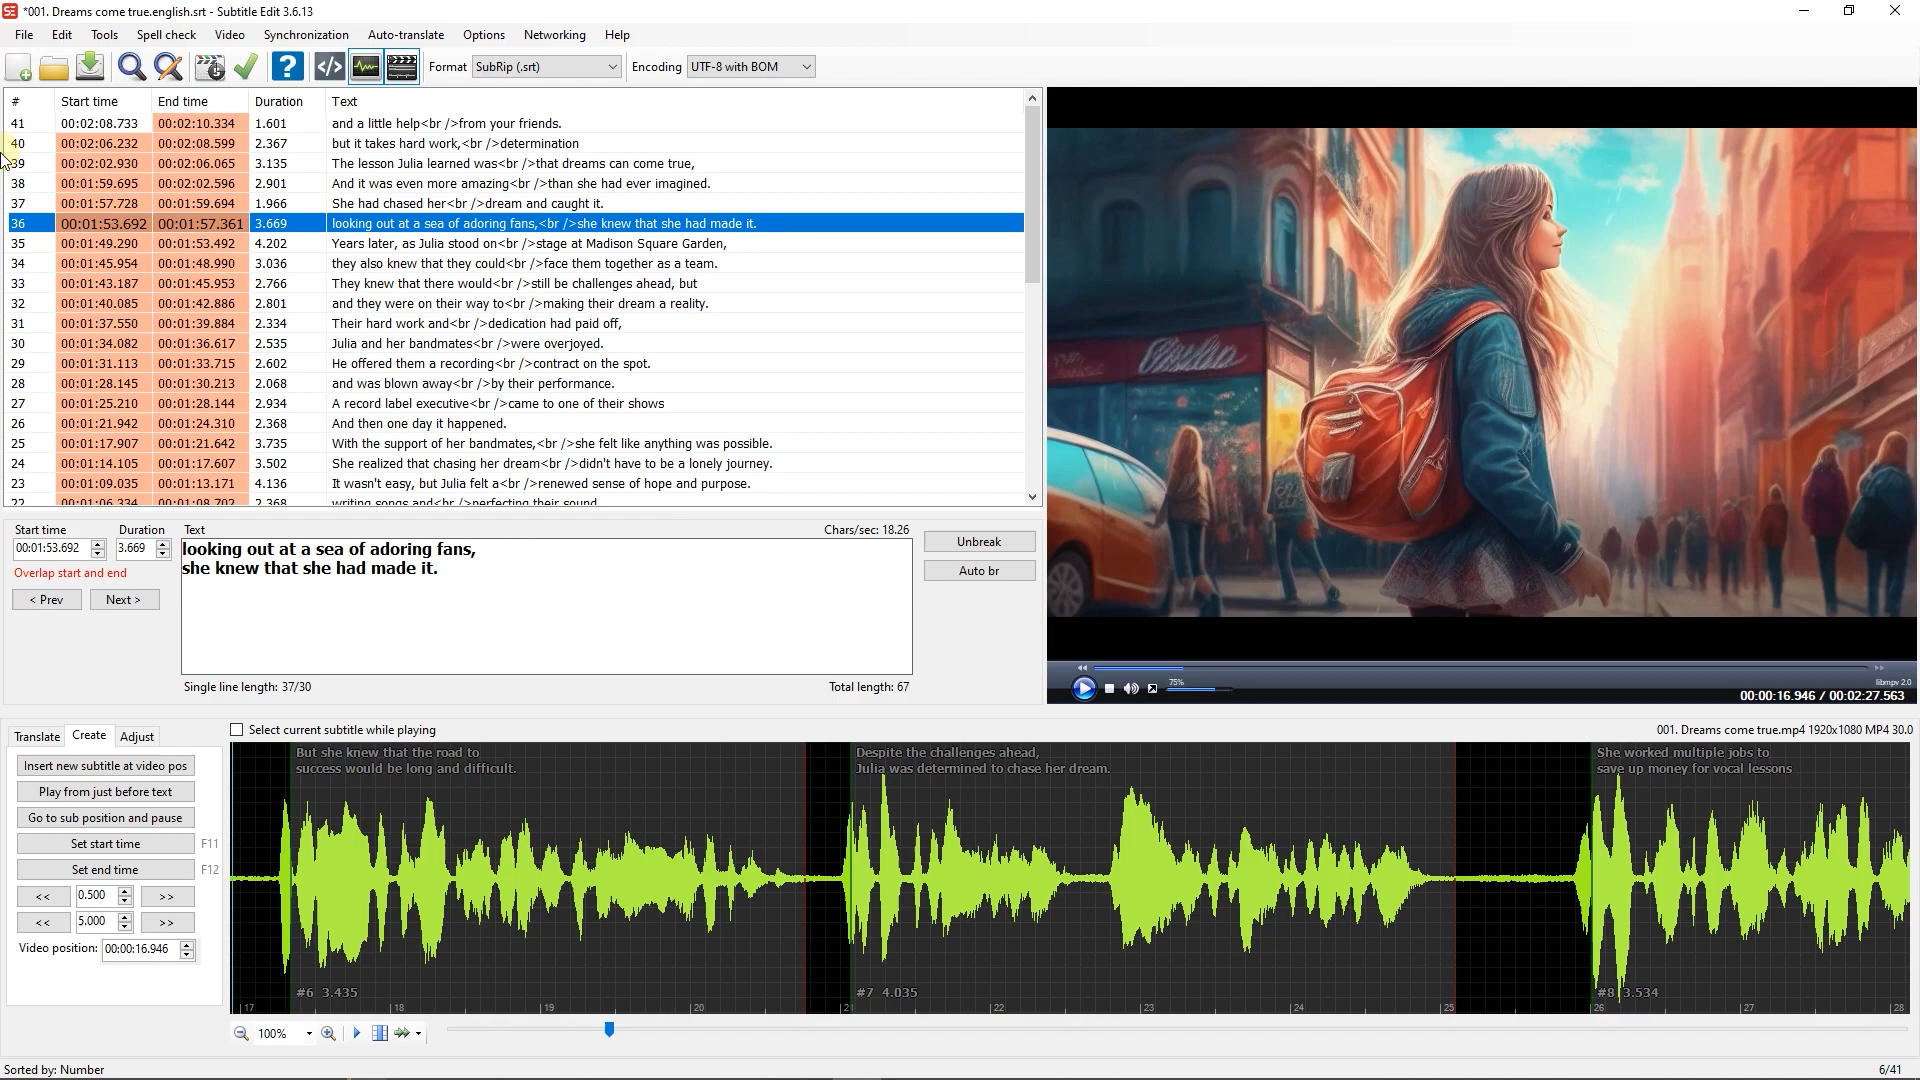 *001. Dreams come true.english.srt - Subtitle Edit 3.6.13
File Edit Tools Spell check Video Synchronization Auto-translate Options Networking Help
Format SubRip (.srt) Encoding UTF-8 with BOM
# Start time End time Duration Text
41 00:02:08.733 00:02:10.334 1.601 and a little help<br />from your friends.
40 00:02:06.232 00:02:08.599 2.367 but it takes hard work,<br />determination
39 00:02:02.930 00:02:06.065 3.135 The lesson Julia learned was<br />that dreams can come true,
38 00:01:59.695 00:02:02.596 2.901 And it was even more amazing<br />than she had ever imagined.
37 00:01:57.728 00:01:59.694 1.966 She had chased her<br />dream and caught it.
36 00:01:53.692 00:01:57.361 3.669 looking out at a sea of adoring fans,<br />she knew that she had made it.
35 00:01:49.290 00:01:53.492 4.202 Years later, as Julia stood on<br />stage at Madison Square Garden,
34 00:01:45.954 00:01:48.990 3.036 they also knew that they could<br />face them together as a team.
33 00:01:43.187 00:01:45.953 2.766 They knew that there would<br />still be challenges ahead, but
32 00:01:40.085 00:01:42.886 2.801 and they were on their way to<br />making their dream a reality.
31 00:01:37.550 00:01:39.884 2.334 Their hard work and<br />dedication had paid off,
30 00:01:34.082 00:01:36.617 2.535 Julia and her bandmates<br />were overjoyed.
29 00:01:31.113 00:01:33.715 2.602 He offered them a recording<br />contract on the spot.
28 00:01:28.145 00:01:30.213 2.068 and was blown away<br />by their performance.
27 00:01:25.210 00:01:28.144 2.934 A record label executive<br />came to one of their shows
26 00:01:21.942 00:01:24.310 2.368 And then one day it happened.
25 00:01:17.907 00:01:21.642 3.735 With the support of her bandmates,<br />she felt like anything was possible.
24 00:01:14.105 00:01:17.607 3.502 She realized that chasing her dream<br />didn't have to be a lonely journey.
23 00:01:09.035 00:01:13.171 4.136 It wasn't easy, but Julia felt a<br />renewed sense of hope and purpose.
22 00:01:06.334 00:01:08.702 2.368 writing songs and<br />perfecting their sound
Start time Duration Text Chars/sec: 18.26
00:01:53.692 3.669
Overlap start and end
< Prev Next >
looking out at a sea of adoring fans,
she knew that she had made it.
Unbreak
Auto br
Single line length: 37/30 Total length: 67
75%
libmpv 2.0
00:00:16.946 / 00:02:27.563
Translate Create Adjust
Select current subtitle while playing
001. Dreams come true.mp4 1920x1080 MP4 30.0
Insert new subtitle at video pos
Play from just before text
Go to sub position and pause
Set start time F11
Set end time F12
<< 0.500 >>
<< 5.000 >>
Video position: 00:00:16.946
But she knew that the road to
success would be long and difficult.
Despite the challenges ahead,
Julia was determined to chase her dream.
She worked multiple jobs to
save up money for vocal lessons
#6 3.435 #7 4.035 #8 3.534
17 18 19 20 21 22 23 24 25 26 27 28
100%
Sorted by: Number
6/41